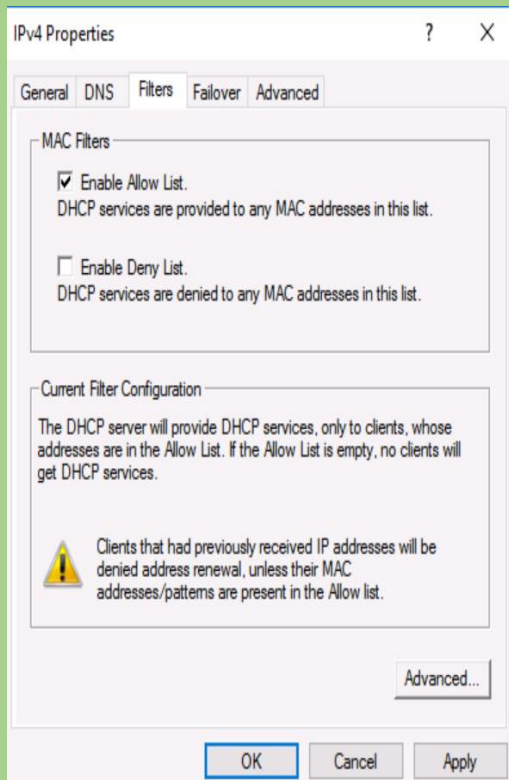 IPv4 Properties ? X
General DNS Filters Failover Advanced
MAC Filters
Enable Allow List.
DHCP services are provided to any MAC addresses in this list.
Enable Deny List.
DHCP services are denied to any MAC addresses in this list.
Current Filter Configuration
The DHCP server will provide DHCP services, only to clients, whose
addresses are in the Allow List. If the Allow List is empty, no clients will
get DHCP services.
Clients that had previously received IP addresses will be
denied address renewal, unless their MAC
addresses/patterns are present in the Allow list.
Advanced...
OK Cancel Apply